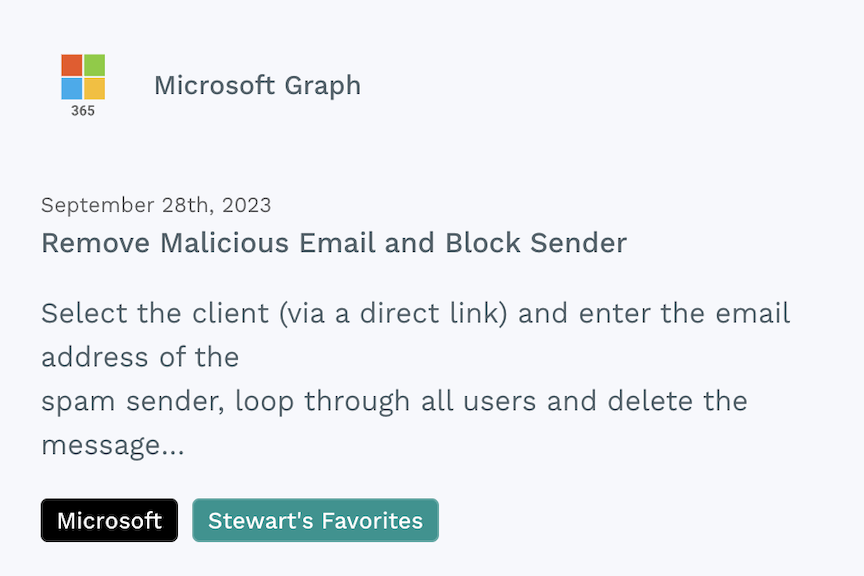 365
Microsoft Graph
September 28th, 2023
Remove Malicious Email and Block Sender
Select the client (via a direct link) and enter the email
address of the
spam sender, loop through all users and delete the
message...
Microsoft
Stewart's Favorites